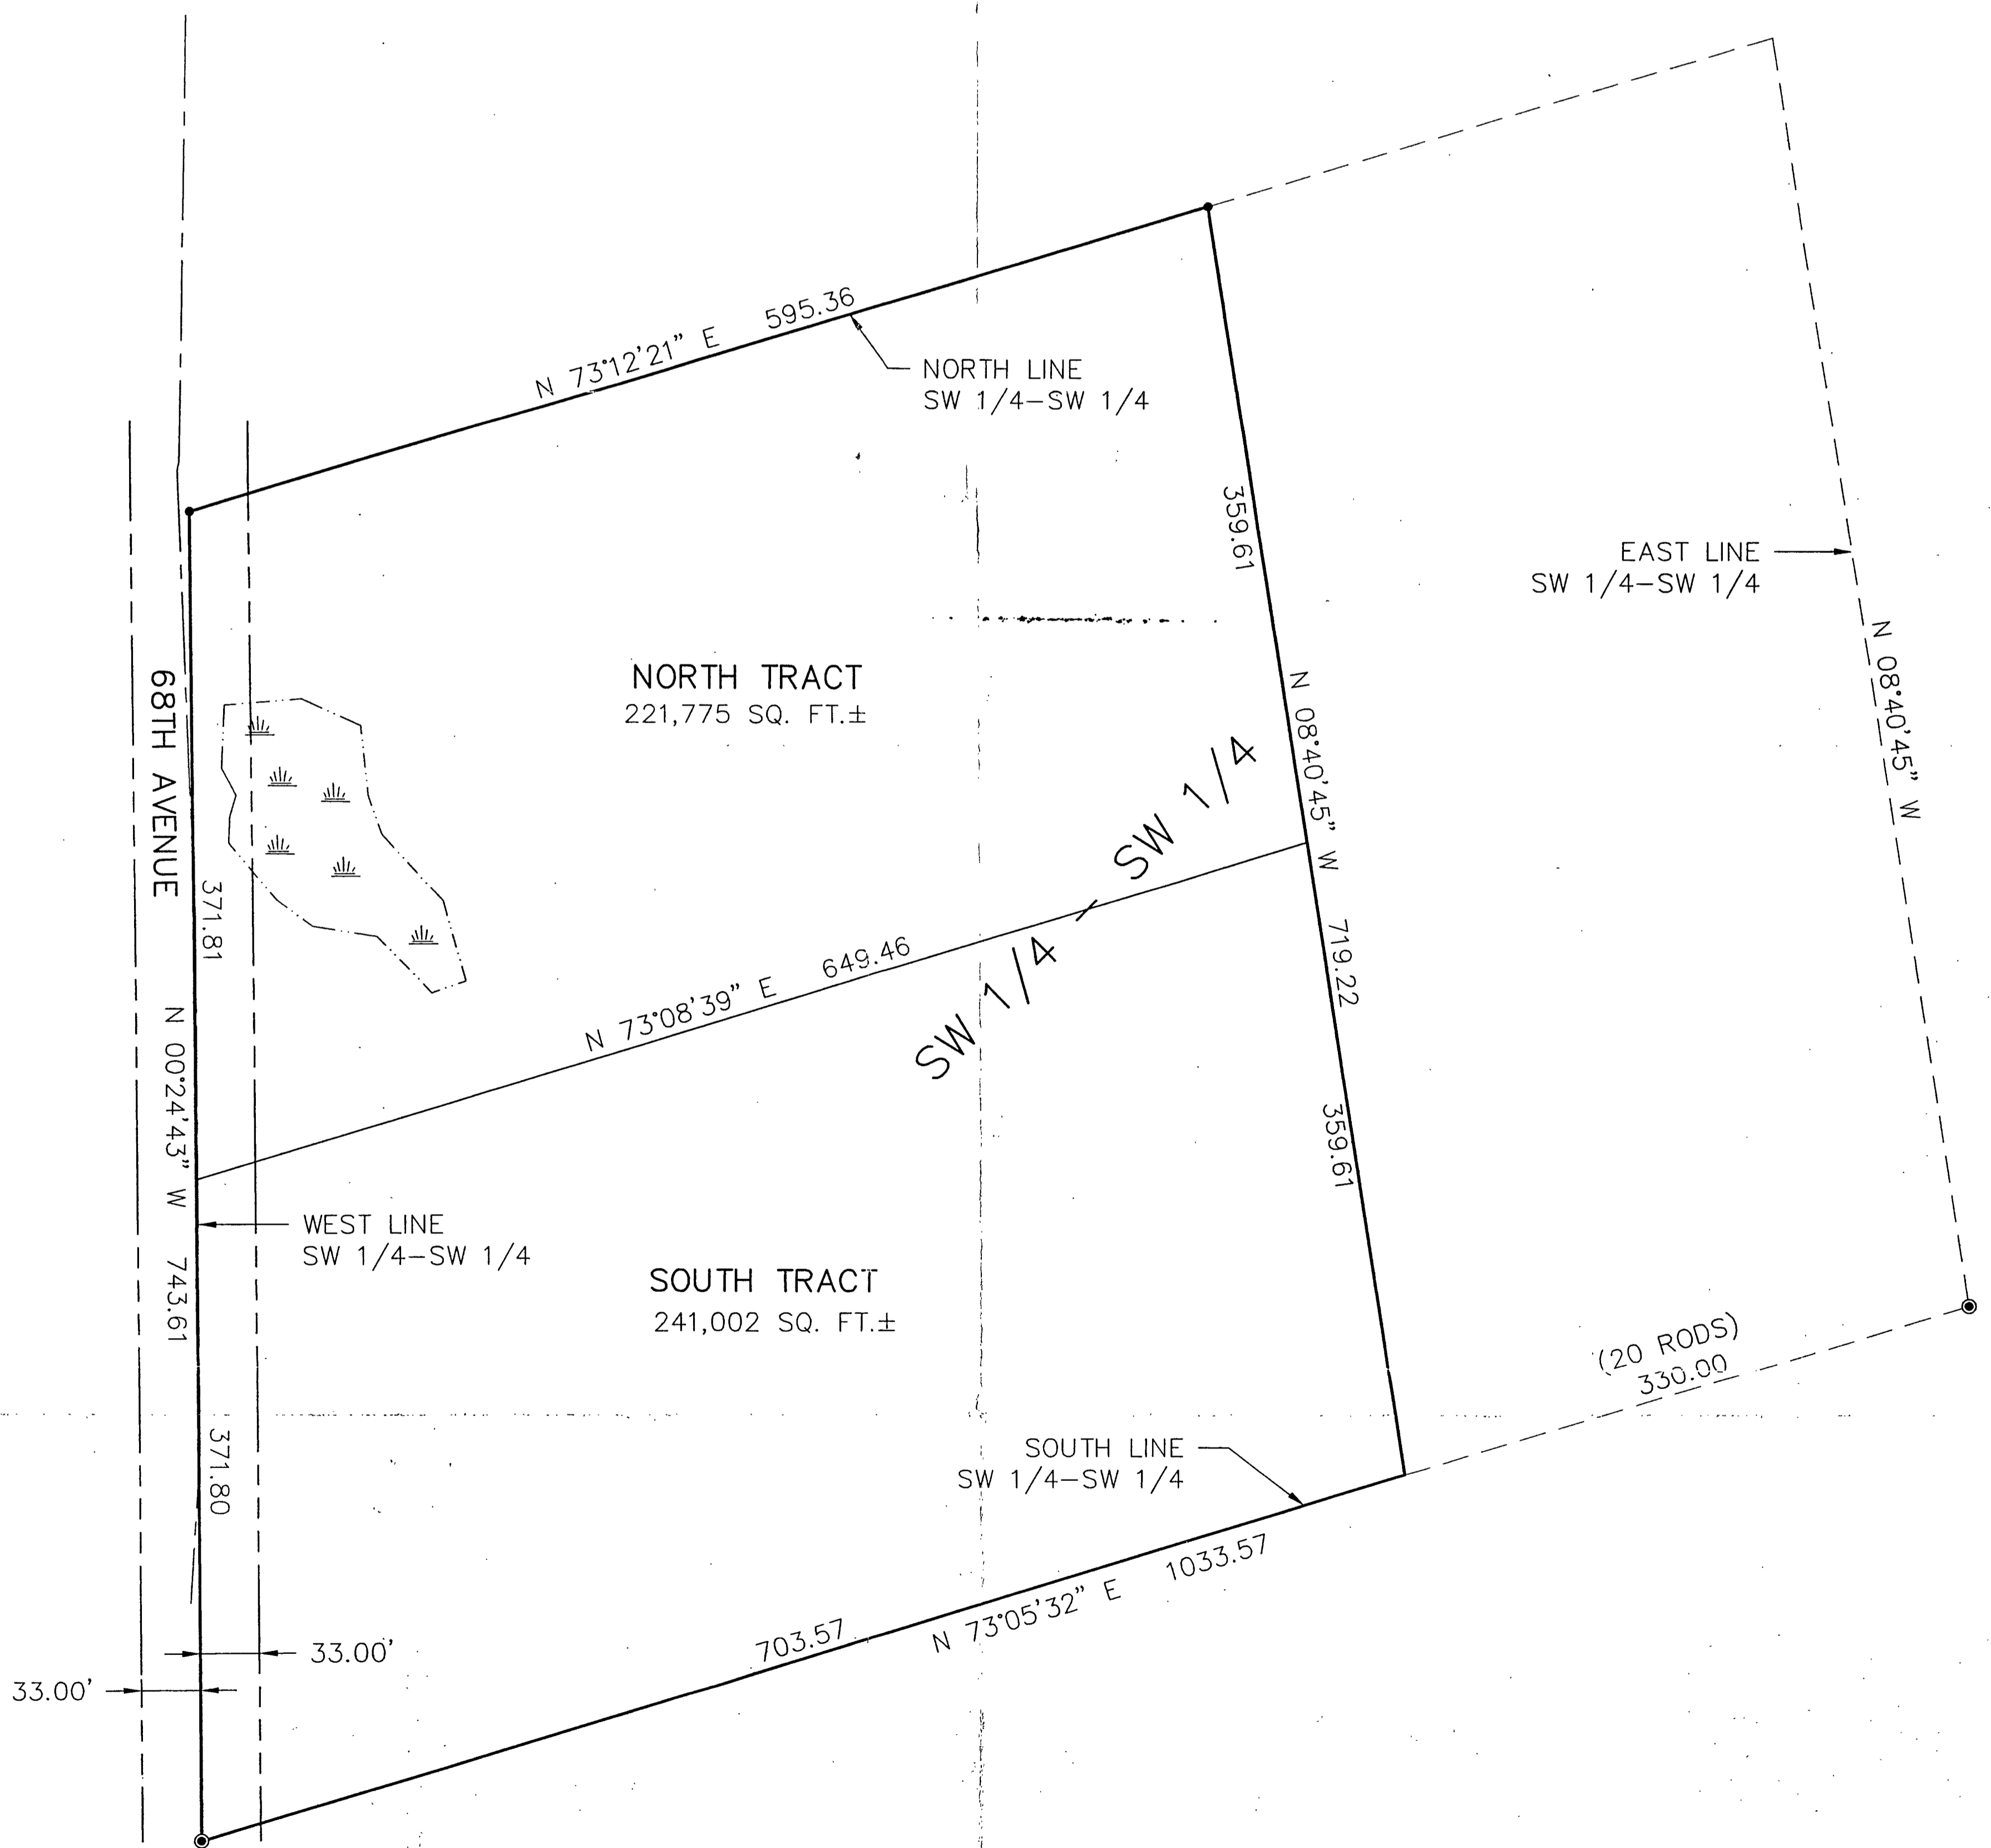 N 73°12'21" E 595.36
NORTH LINE
SW 1/4–SW 1/4
359.61
EAST LINE
SW 1/4–SW 1/4
N 08°40'45" W
NORTH TRACT
221,775 SQ. FT.±
N 08°40'45" W 719.22
68TH AVENUE
371.81
SW 1/4 – SW 1/4
N 73°08'39" E 649.46
N 00°24'43" W 743.61
359.61
WEST LINE
SW 1/4–SW 1/4
SOUTH TRACT
241,002 SQ. FT.±
(20 RODS)
330.00
371.80
SOUTH LINE
SW 1/4–SW 1/4
703.57
N 73°05'32" E 1033.57
33.00'
33.00'